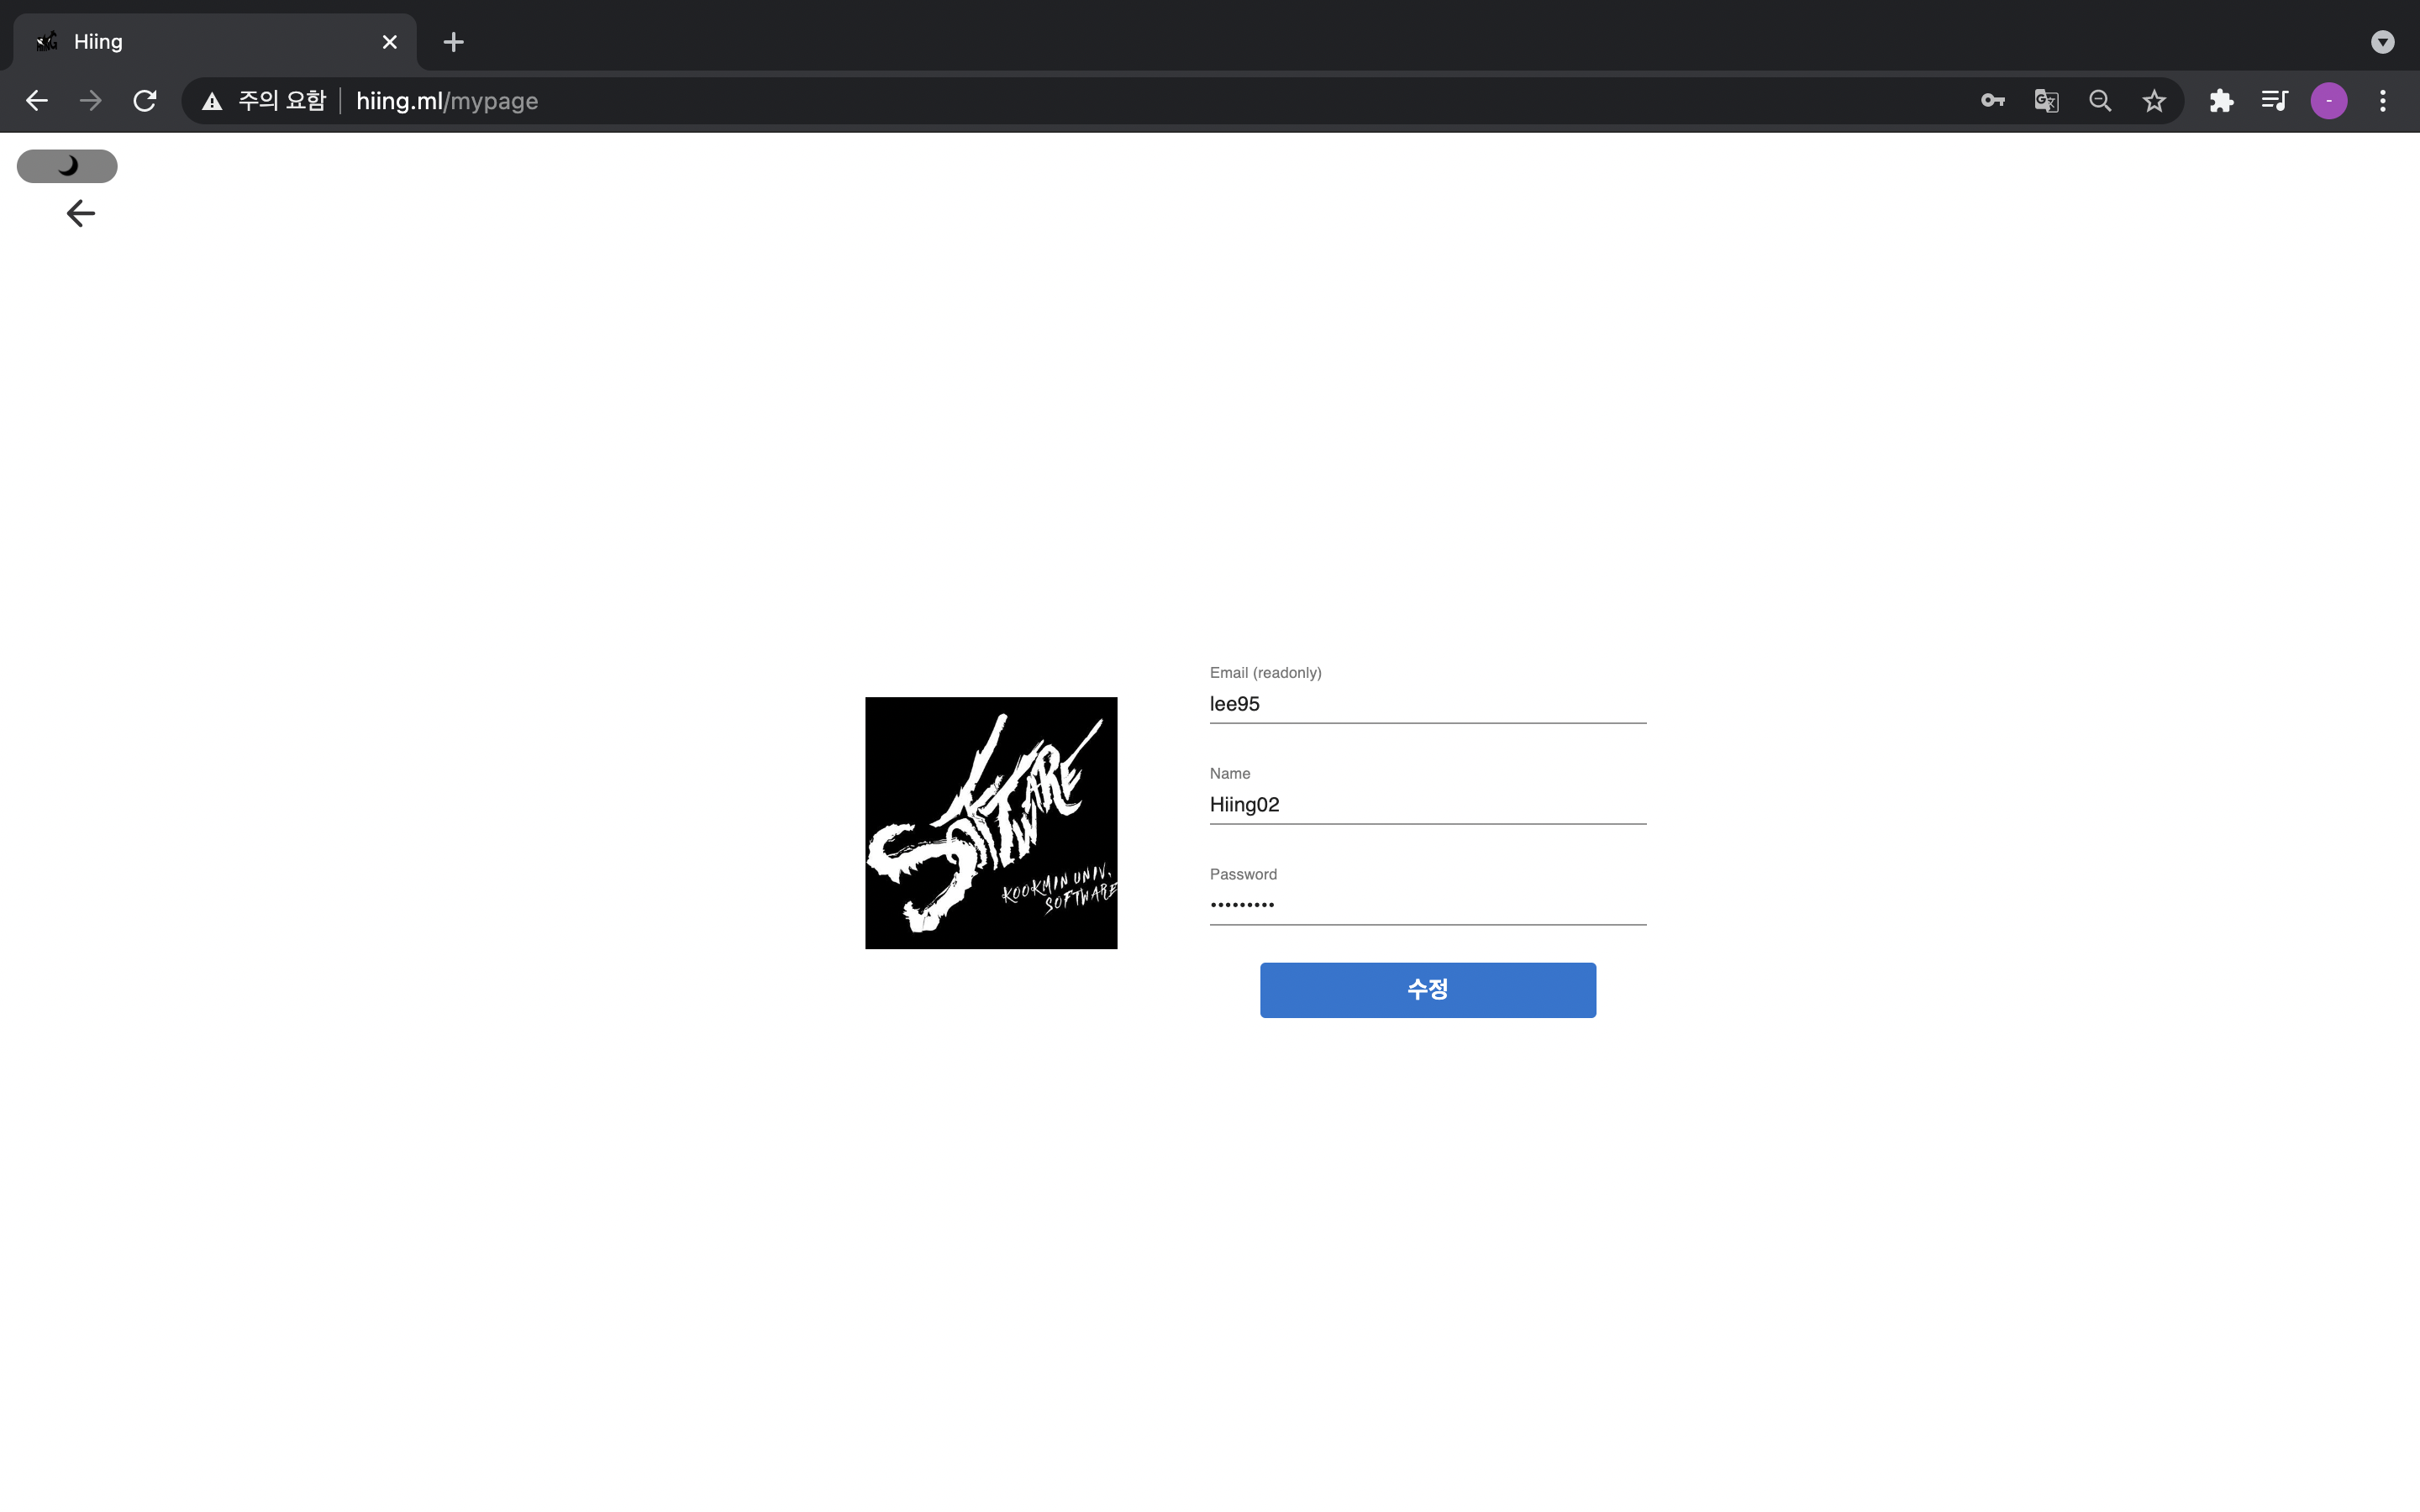 Hiing
주의 요함
hiing.ml/mypage
Email (readonly)
lee95
Name
Hiing02
SOFTWARE
KOOKMIN UNIV.
SOFTWARE
Password
•••••••••
수정